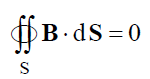 ∯ B · dS = 0
S